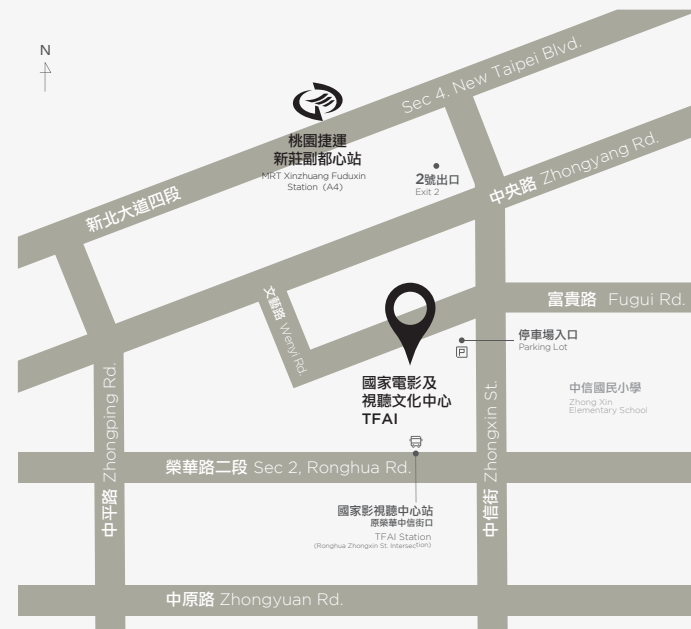 N
Sec 4. New Taipei Blvd.
桃園捷運
新莊副都心站
MRT Xinzhuang Fuduxin
Station (A4)
2號出口
Exit 2
中央路 Zhongyang Rd.
新北大道四段
文藝路 Wenyi Rd.
富貴路 Fugui Rd.
停車場入口
Parking Lot
P
國家電影及
視聽文化中心
TFAI
中信國民小學
Zhong Xin
Elementary School
中平路 Zhongping Rd.
中信街 Zhongxin St.
榮華路二段 Sec 2, Ronghua Rd.
國家影視聽中心站
原榮華中信街口
TFAI Station
(Ronghua Zhongxin St. Intersection)
中原路 Zhongyuan Rd.